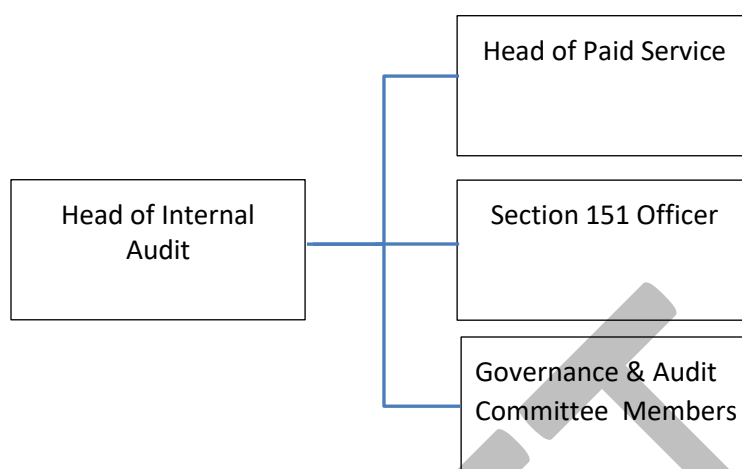 Head of Paid Service
Head of Internal
Audit
Section 151 Officer
Governance & Audit
Committee Members